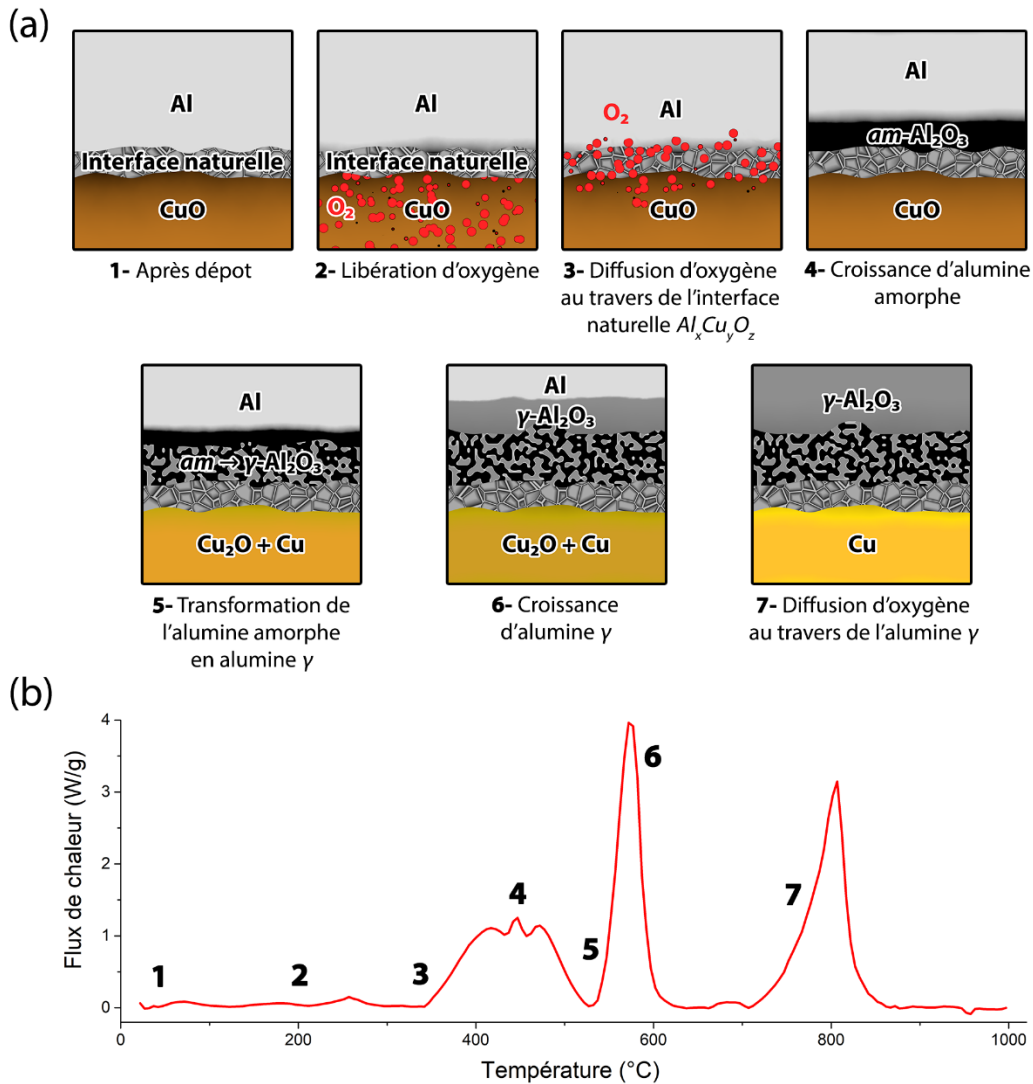 (a)
Al
Interface naturelle
CuO
1- Après dépot
Al
Interface naturelle
O₂
CuO
2- Libération d'oxygène
O₂
Al
CuO
3- Diffusion d'oxygène
au travers de l'interface
naturelle AlₓCuᵧO_z
Al
am-Al₂O₃
CuO
4- Croissance d'alumine
amorphe
Al
am→γ-Al₂O₃
Cu₂O + Cu
5- Transformation de
l'alumine amorphe
en alumine γ
Al
γ-Al₂O₃
Cu₂O + Cu
6- Croissance
d'alumine γ
γ-Al₂O₃
Cu
7- Diffusion d'oxygène
au travers de l'alumine γ
(b)
Flux de chaleur (W/g)
4
3
2
1
0
1
2
3
4
5
6
7
0
200
400
600
800
1000
Température (°C)